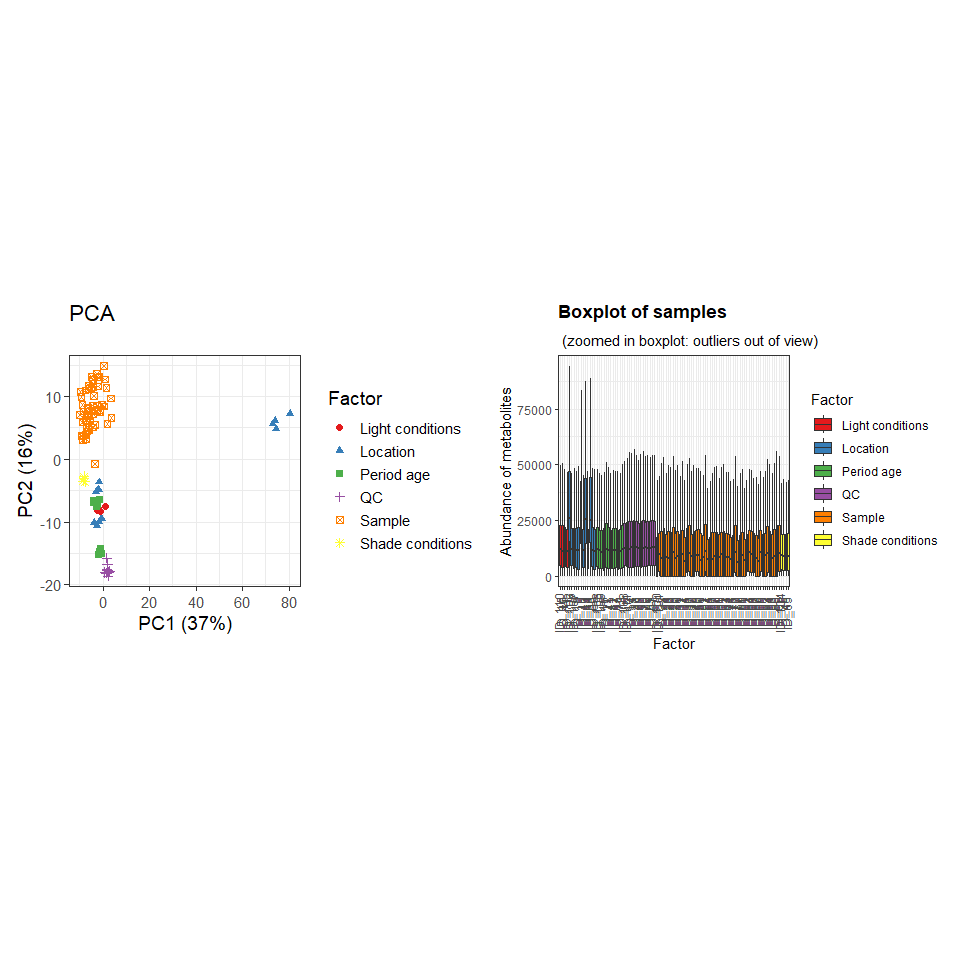 PCA
PC2 (16%)
10
0
-10
-20
0
20
40
60
80
PC1 (37%)
Factor
Light conditions
Location
Period age
QC
Sample
Shade conditions
Boxplot of samples
(zoomed in boxplot: outliers out of view)
Abundance of metabolites
75000
50000
25000
0
Factor
Factor
Light conditions
Location
Period age
QC
Sample
Shade conditions